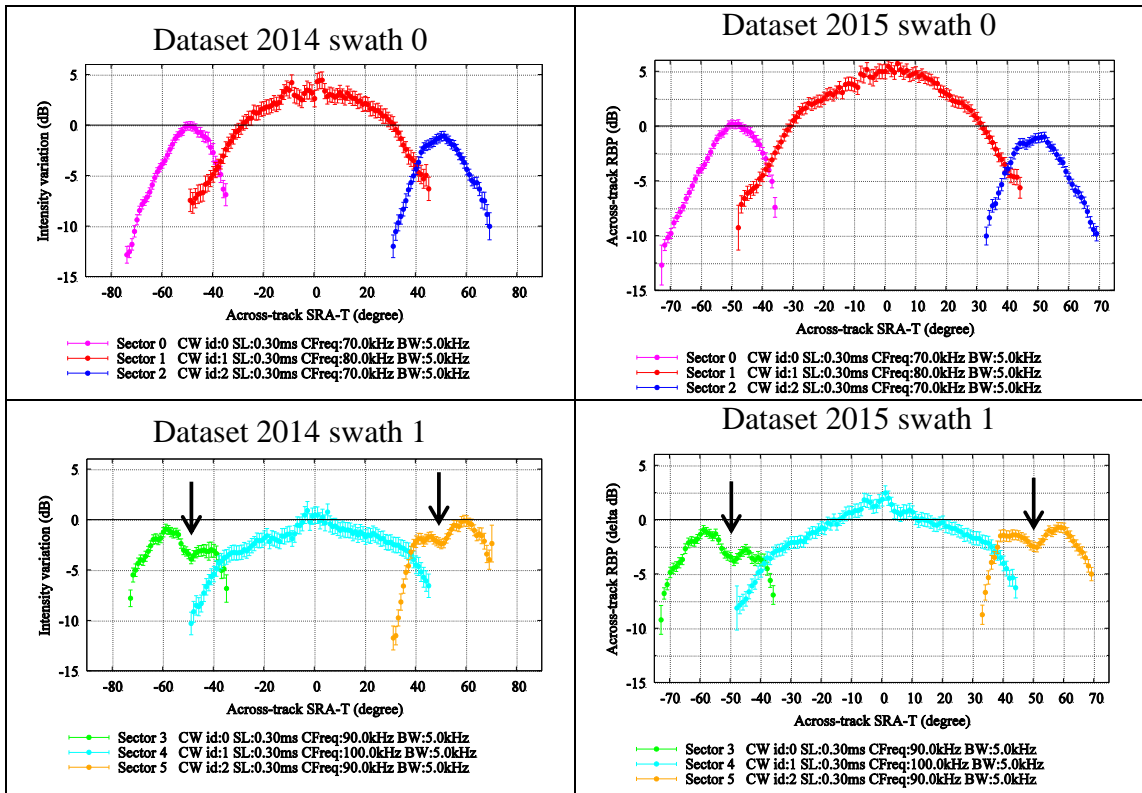 Dataset 2014 swath 0
5
0
-5
-10
-15
Intensity variation (dB)
-80 -60 -40 -20 0 20 40 60 80
Across-track SRA-T (degree)
Sector 0 CW id:0 SL:0.30ms CFreq:70.0kHz BW:5.0kHz
Sector 1 CW id:1 SL:0.30ms CFreq:80.0kHz BW:5.0kHz
Sector 2 CW id:2 SL:0.30ms CFreq:70.0kHz BW:5.0kHz
Dataset 2015 swath 0
5
0
-5
-10
-15
Across-track RBP (dB)
-70 -60 -50 -40 -30 -20 -10 0 10 20 30 40 50 60 70
Across-track SRA-T (degree)
Sector 0 CW id:0 SL:0.30ms CFreq:70.0kHz BW:5.0kHz
Sector 1 CW id:1 SL:0.30ms CFreq:80.0kHz BW:5.0kHz
Sector 2 CW id:2 SL:0.30ms CFreq:70.0kHz BW:5.0kHz
Dataset 2014 swath 1
5
0
-5
-10
-15
Intensity variation (dB)
-80 -60 -40 -20 0 20 40 60 80
Across-track SRA-T (degree)
Sector 3 CW id:0 SL:0.30ms CFreq:90.0kHz BW:5.0kHz
Sector 4 CW id:1 SL:0.30ms CFreq:100.0kHz BW:5.0kHz
Sector 5 CW id:2 SL:0.30ms CFreq:90.0kHz BW:5.0kHz
Dataset 2015 swath 1
5
0
-5
-10
-15
Across-track RBP (delta dB)
-70 -60 -50 -40 -30 -20 -10 0 10 20 30 40 50 60 70
Across-track SRA-T (degree)
Sector 3 CW id:0 SL:0.30ms CFreq:90.0kHz BW:5.0kHz
Sector 4 CW id:1 SL:0.30ms CFreq:100.0kHz BW:5.0kHz
Sector 5 CW id:2 SL:0.30ms CFreq:90.0kHz BW:5.0kHz